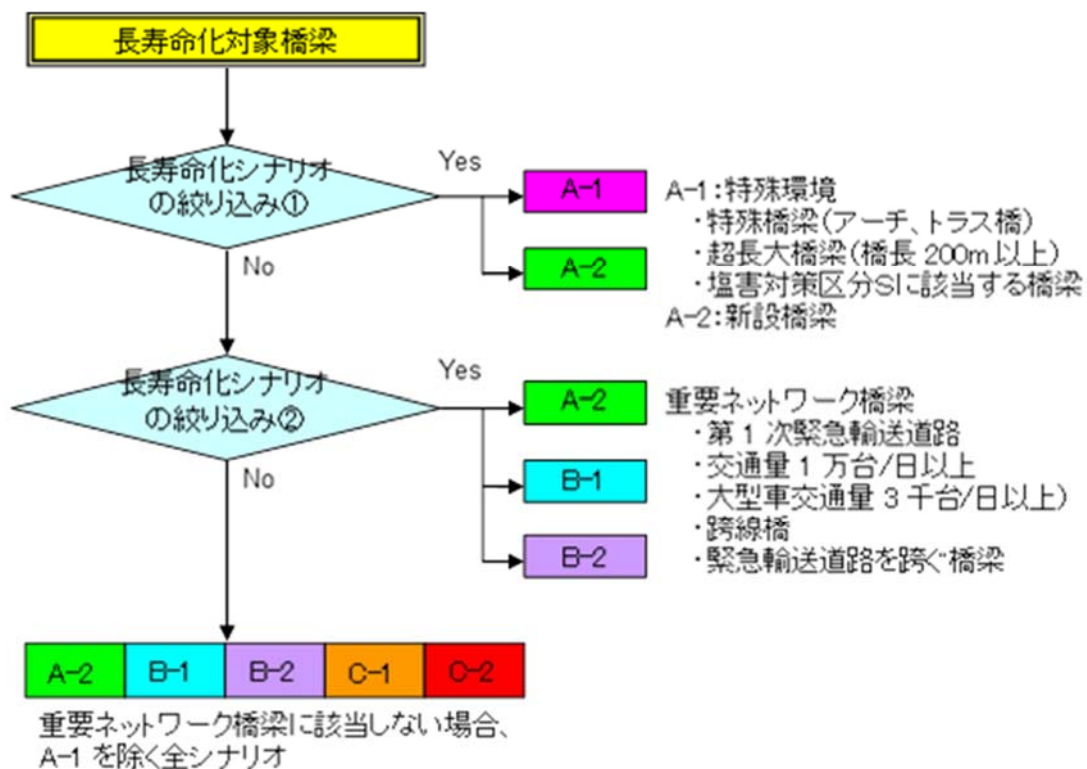 長寿命化対象橋梁
長寿命化シナリオ
の絞り込み①
Yes
A-1
A-2
A-1:特殊環境
・特殊橋梁(アーチ、トラス橋)
・超長大橋梁(橋長 200m 以上)
・塩害対策区分SIに該当する橋梁
A-2:新設橋梁
No
長寿命化シナリオ
の絞り込み②
Yes
A-2
B-1
B-2
重要ネットワーク橋梁
・第 1 次緊急輸送道路
・交通量 1 万台/日以上
・大型車交通量 3 千台/日以上)
・跨線橋
・緊急輸送道路を跨ぐ橋梁
No
A-2
B-1
B-2
C-1
C-2
重要ネットワーク橋梁に該当しない場合、
A-1 を除く全シナリオ